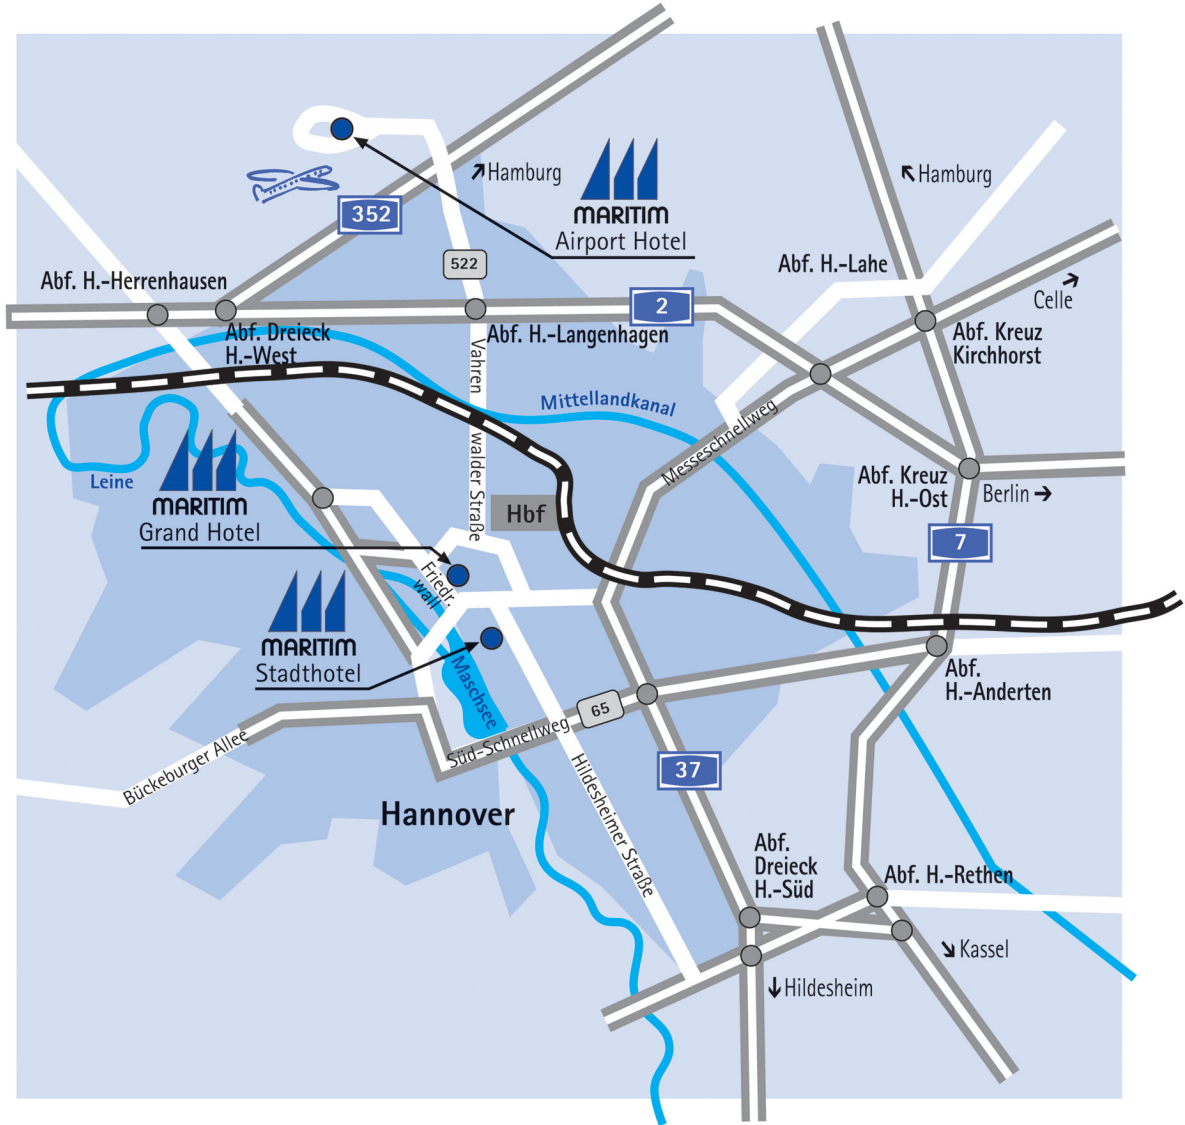 Hamburg
Hamburg
MARITIM
Airport Hotel
352
522
Abf. H.-Lahe
Abf. H.-Herrenhausen
Celle
2
Abf. Dreieck
H.-West
Abf. H.-Langenhagen
Abf. Kreuz
Kirchhorst
Vahren
walder Straße
Mittellandkanal
Messeschnellweg
Leine
MARITIM
Grand Hotel
Hbf
Abf. Kreuz
H.-Ost
Berlin
7
Friedr.
wall
MARITIM
Stadthotel
Maschsee
Abf.
H.-Anderten
65
Süd-Schnellweg
Bückeburger Allee
37
Hannover
Hildesheimer Straße
Abf.
Dreieck
H.-Süd
Abf. H.-Rethen
Kassel
Hildesheim